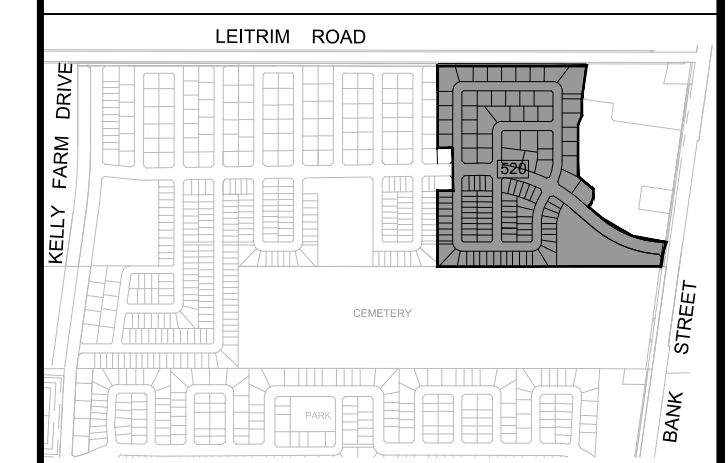 LEITRIM ROAD
KELLY FARM DRIVE
520
CEMETERY
BANK STREET
PARK